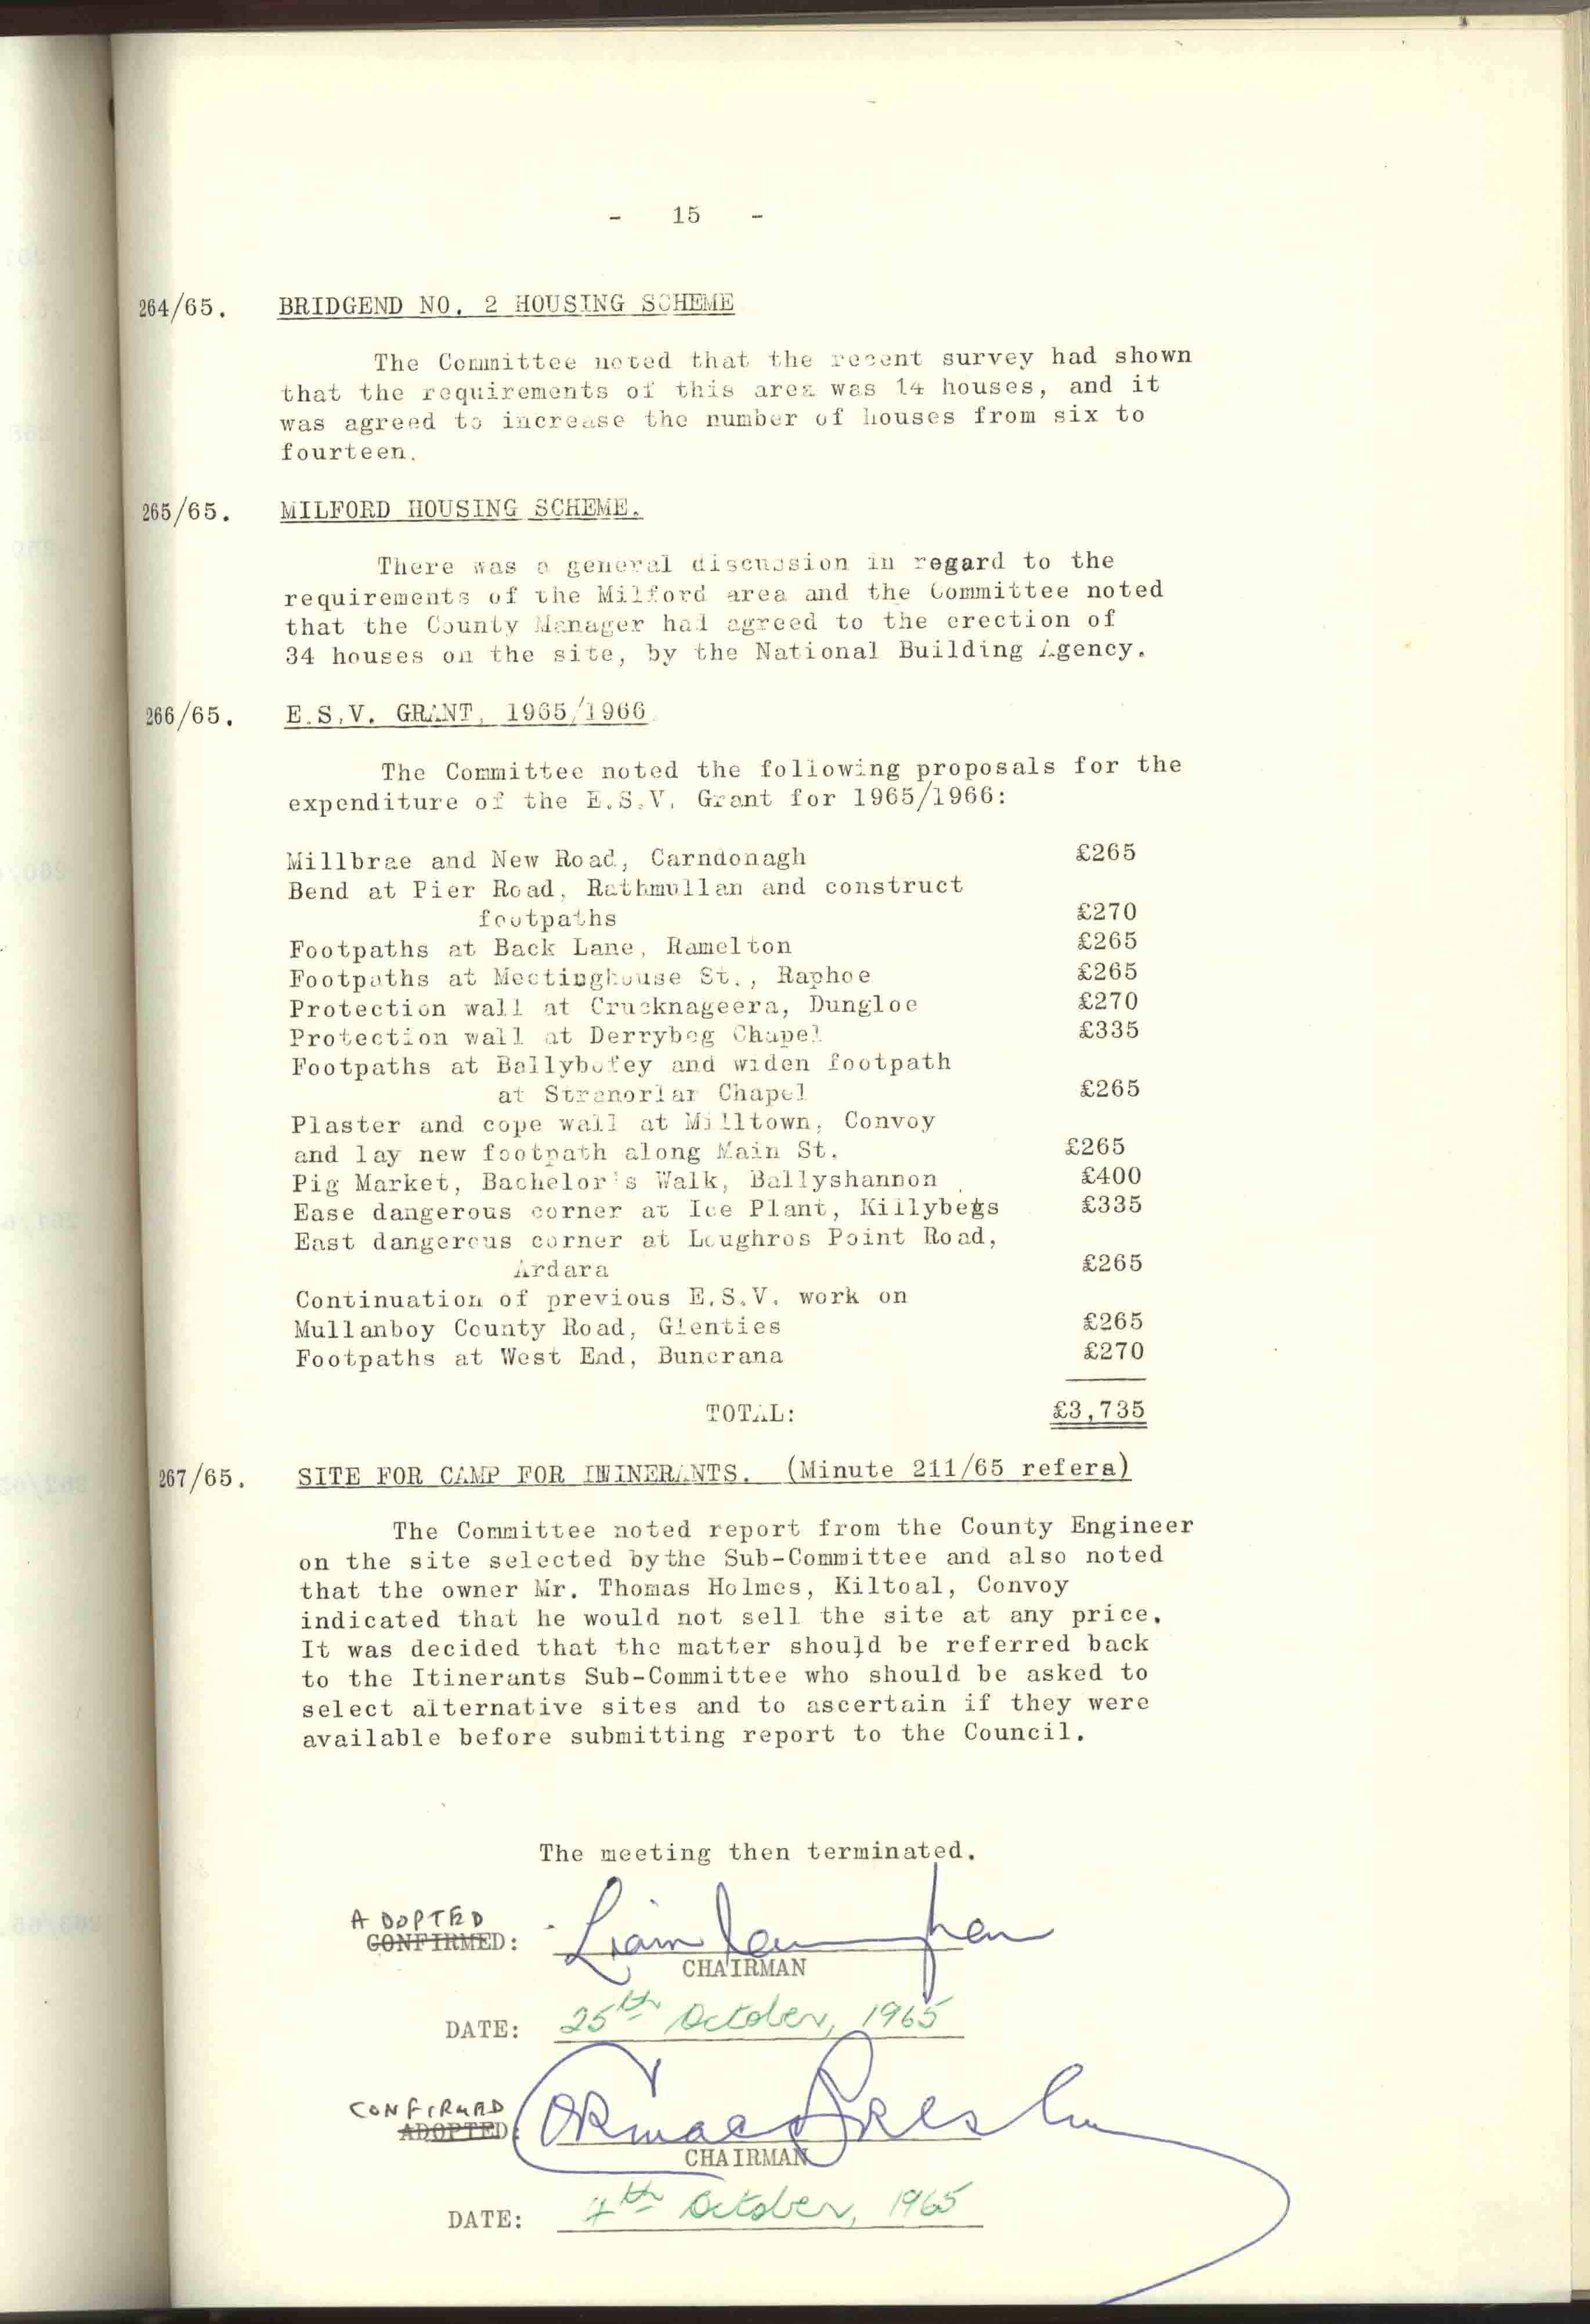 - 15 -
264/65. BRIDGEND NO. 2 HOUSING SCHEME
The Committee noted that the recent survey had shown
that the requirements of this area was 14 houses, and it
was agreed to increase the number of houses from six to
fourteen.
265/65. MILFORD HOUSING SCHEME.
There was a general discussion in regard to the
requirements of the Milford area and the Committee noted
that the County Manager had agreed to the erection of
34 houses on the site, by the National Building Agency.
266/65. E.S.V. GRANT, 1965/1966
The Committee noted the following proposals for the
expenditure of the E.S.V. Grant for 1965/1966:
Millbrae and New Road, Carndonagh £265
Bend at Pier Road, Rathmullan and construct
footpaths £270
Footpaths at Back Lane, Ramelton £265
Footpaths at Meetinghouse St., Raphoe £265
Protection wall at Crucknageera, Dungloe £270
Protection wall at Derrybeg Chapel £335
Footpaths at Ballybofey and widen footpath
at Stranorlar Chapel £265
Plaster and cope wall at Milltown, Convoy
and lay new footpath along Main St. £265
Pig Market, Bachelor's Walk, Ballyshannon £400
Ease dangerous corner at Ice Plant, Killybegs £335
East dangerous corner at Loughros Point Road,
Ardara £265
Continuation of previous E.S.V. work on
Mullanboy County Road, Glenties £265
Footpaths at West End, Buncrana £270
TOTAL: £3,735
267/65. SITE FOR CAMP FOR ITINERANTS. (Minute 211/65 refers)
The Committee noted report from the County Engineer
on the site selected bythe Sub-Committee and also noted
that the owner Mr. Thomas Holmes, Kiltoal, Convoy
indicated that he would not sell the site at any price.
It was decided that the matter should be referred back
to the Itinerants Sub-Committee who should be asked to
select alternative sites and to ascertain if they were
available before submitting report to the Council.
The meeting then terminated.
ADOPTED
CONFIRMED: Liam
CHAIRMAN
DATE: 25th October, 1965
CONFIRMED
ADOPTED: Cormac Breslin
CHAIRMAN
DATE: 4th October, 1965